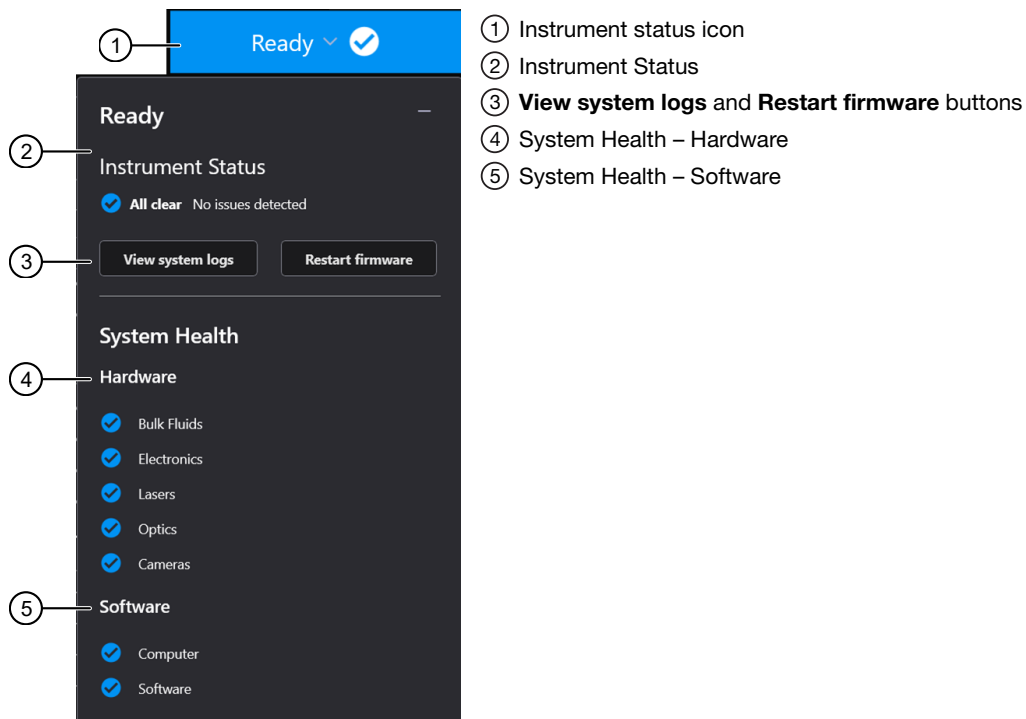 Ready
Ready
Instrument Status
All clear No issues detected
View system logs Restart firmware
System Health
Hardware
Bulk Fluids
Electronics
Lasers
Optics
Cameras
Software
Computer
Software
1
2
3
4
5
1 Instrument status icon
2 Instrument Status
3 View system logs and Restart firmware buttons
4 System Health – Hardware
5 System Health – Software